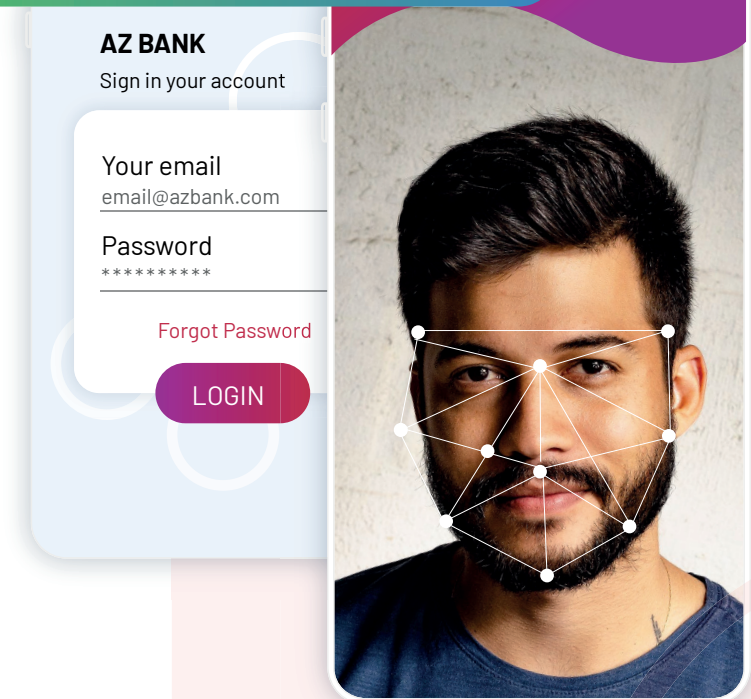 AZ BANK
Sign in your account
Your email
email@azbank.com
Password
**********
Forgot Password
LOGIN